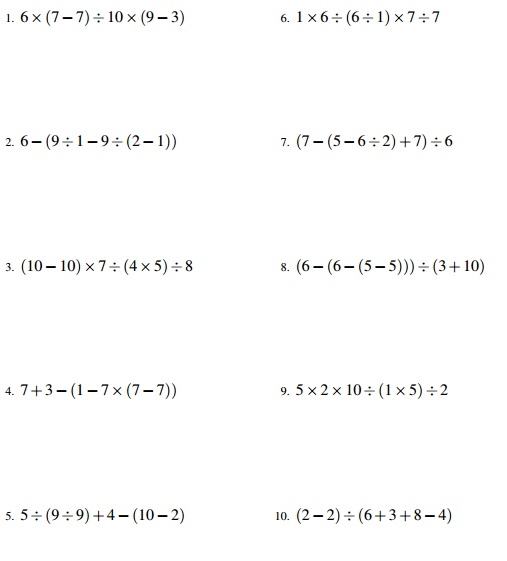 1. 6 × (7 − 7) ÷ 10 × (9 − 3)
2. 6 − (9 ÷ 1 − 9 ÷ (2 − 1))
3. (10 − 10) × 7 ÷ (4 × 5) ÷ 8
4. 7 + 3 − (1 − 7 × (7 − 7))
5. 5 ÷ (9 ÷ 9) + 4 − (10 − 2)
6. 1 × 6 ÷ (6 ÷ 1) × 7 ÷ 7
7. (7 − (5 − 6 ÷ 2) + 7) ÷ 6
8. (6 − (6 − (5 − 5))) ÷ (3 + 10)
9. 5 × 2 × 10 ÷ (1 × 5) ÷ 2
10. (2 − 2) ÷ (6 + 3 + 8 − 4)